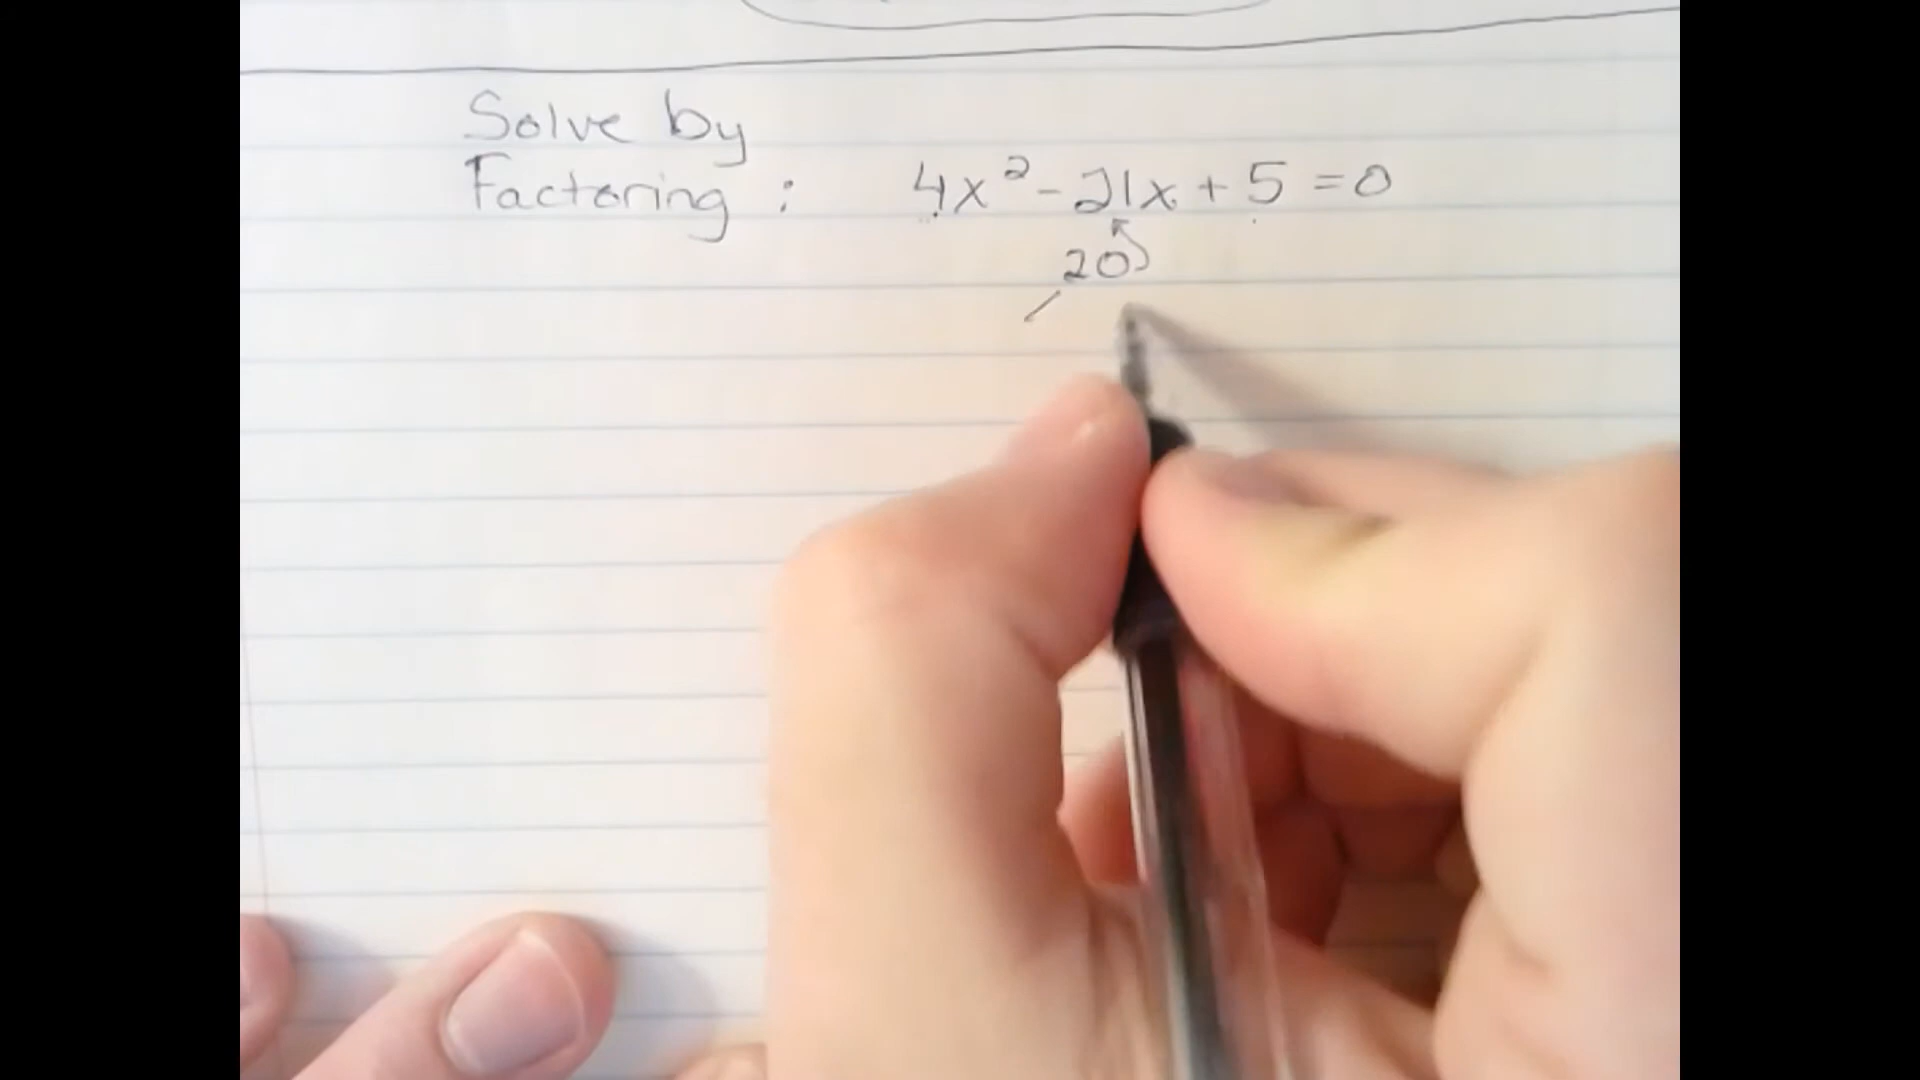 Solve by
Factoring : 4x² - 21x + 5 = 0
20